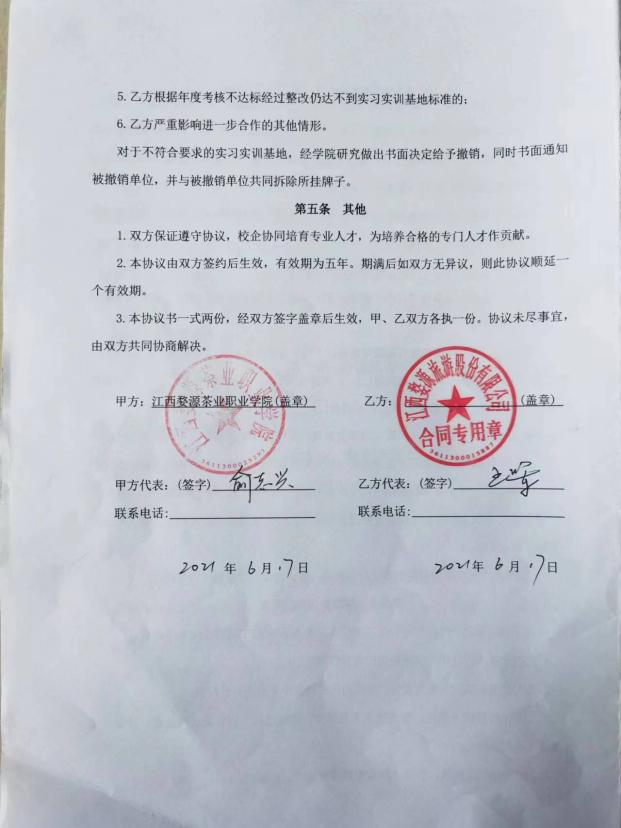 5. 乙方根据年度考核不达标经过整改仍达不到实习实训基地标准的；
6. 乙方严重影响进一步合作的其他情形。
对于不符合要求的实习实训基地，经学院研究做出书面决定给予撤销，同时书面通知
被撤销单位，并与被撤销单位共同拆除所挂牌子。
第五条 其他
1. 双方保证遵守协议，校企协同培育专业人才，为培养合格的专门人才作贡献。
2. 本协议由双方签约后生效，有效期为五年。期满后如双方无异议，则此协议顺延一
个有效期。
3. 本协议书一式两份，经双方签字盖章后生效，甲、乙双方各执一份。协议未尽事宜，
由双方共同协商解决。
江西婺源茶业职业学院
江西婺源旅游股份有限公司
甲方：江西婺源茶业职业学院(盖章) 乙方： (盖章)
合同专用章
甲方代表：(签字) 俞志兴 乙方代表：(签字)
联系电话： 联系电话：
2021 年 6 月 17 日 2021 年 6 月 17 日